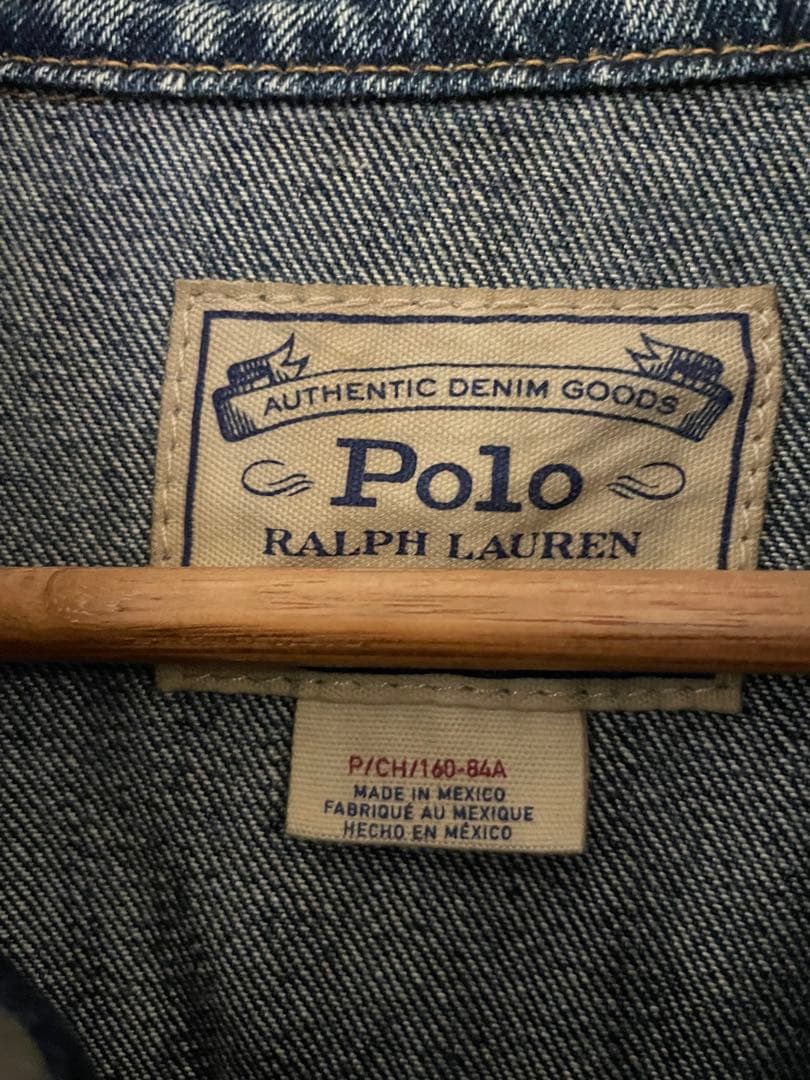 AUTHENTIC DENIM GOODS
Polo
RALPH LAUREN
P/CH/160-84A
MADE IN MEXICO
FABRIQUÉ AU MEXIQUE
HECHO EN MÉXICO